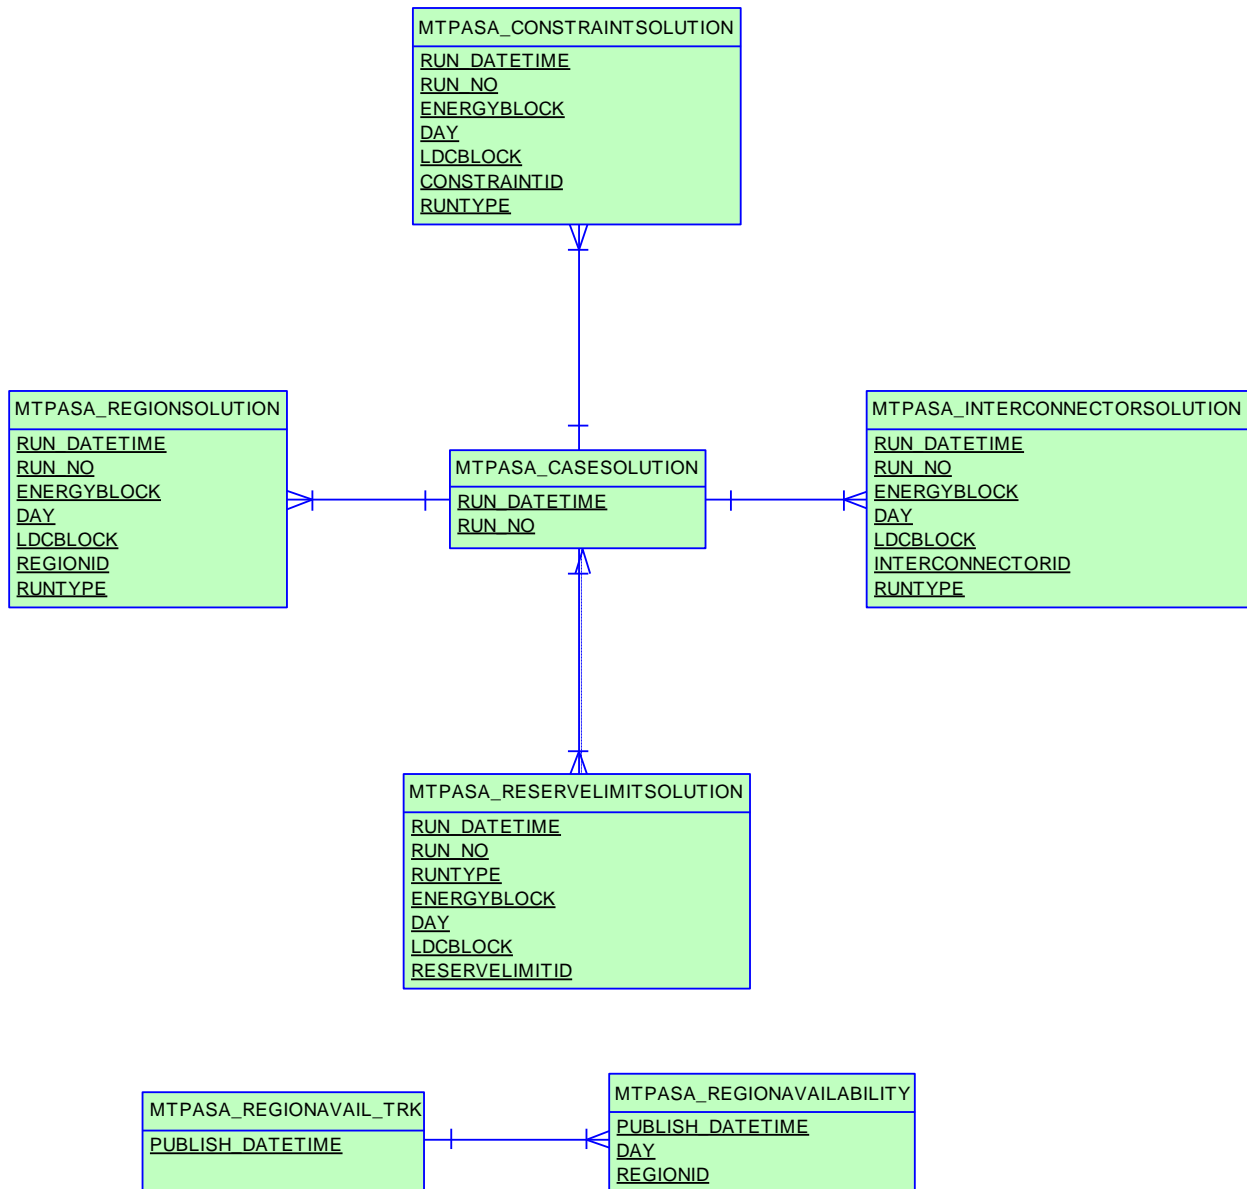 MTPASA_CONSTRAINTSOLUTION
RUN_DATETIME
RUN_NO
ENERGYBLOCK
DAY
LDCBLOCK
CONSTRAINTID
RUNTYPE
MTPASA_REGIONSOLUTION
RUN_DATETIME
RUN_NO
ENERGYBLOCK
DAY
LDCBLOCK
REGIONID
RUNTYPE
MTPASA_CASESOLUTION
RUN_DATETIME
RUN_NO
MTPASA_INTERCONNECTORSOLUTION
RUN_DATETIME
RUN_NO
ENERGYBLOCK
DAY
LDCBLOCK
INTERCONNECTORID
RUNTYPE
MTPASA_RESERVELIMITSOLUTION
RUN_DATETIME
RUN_NO
RUNTYPE
ENERGYBLOCK
DAY
LDCBLOCK
RESERVELIMITID
MTPASA_REGIONAVAIL_TRK
PUBLISH_DATETIME
MTPASA_REGIONAVAILABILITY
PUBLISH_DATETIME
DAY
REGIONID